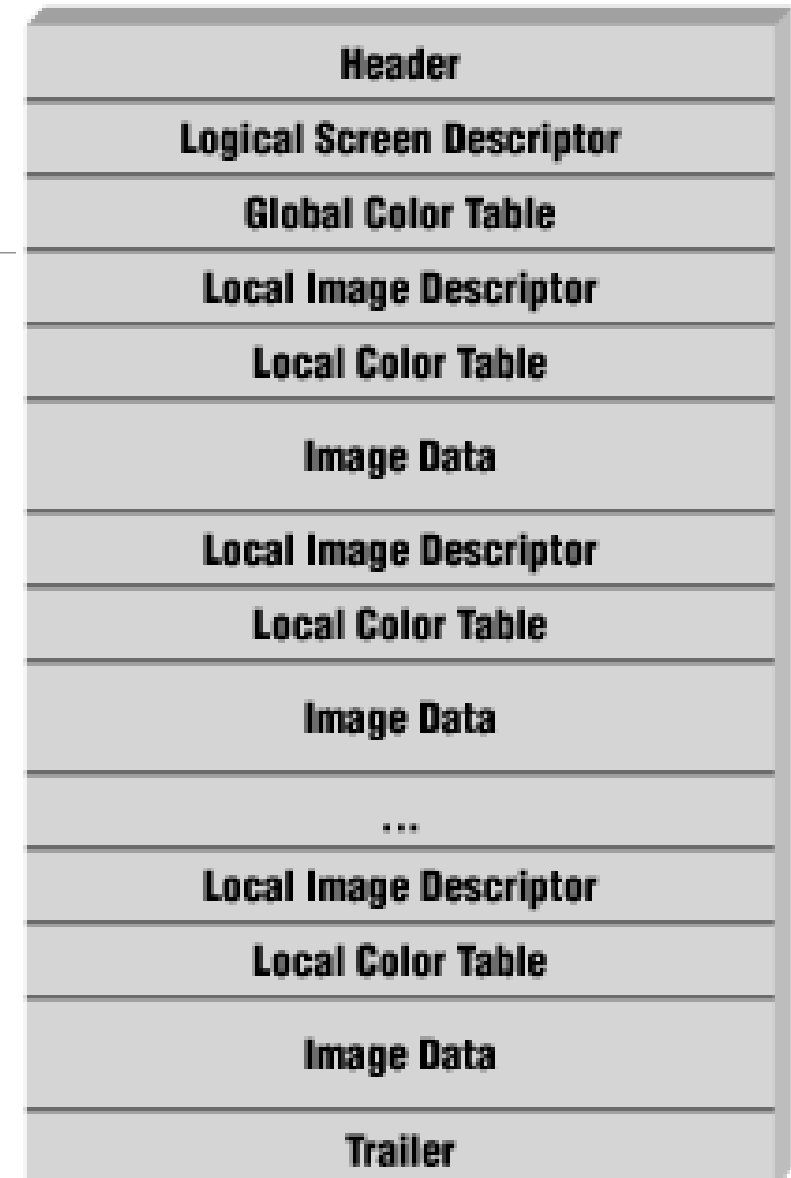 Header
Logical Screen Descriptor
Global Color Table
Local Image Descriptor
Local Color Table
Image Data
Local Image Descriptor
Local Color Table
Image Data
...
Local Image Descriptor
Local Color Table
Image Data
Trailer